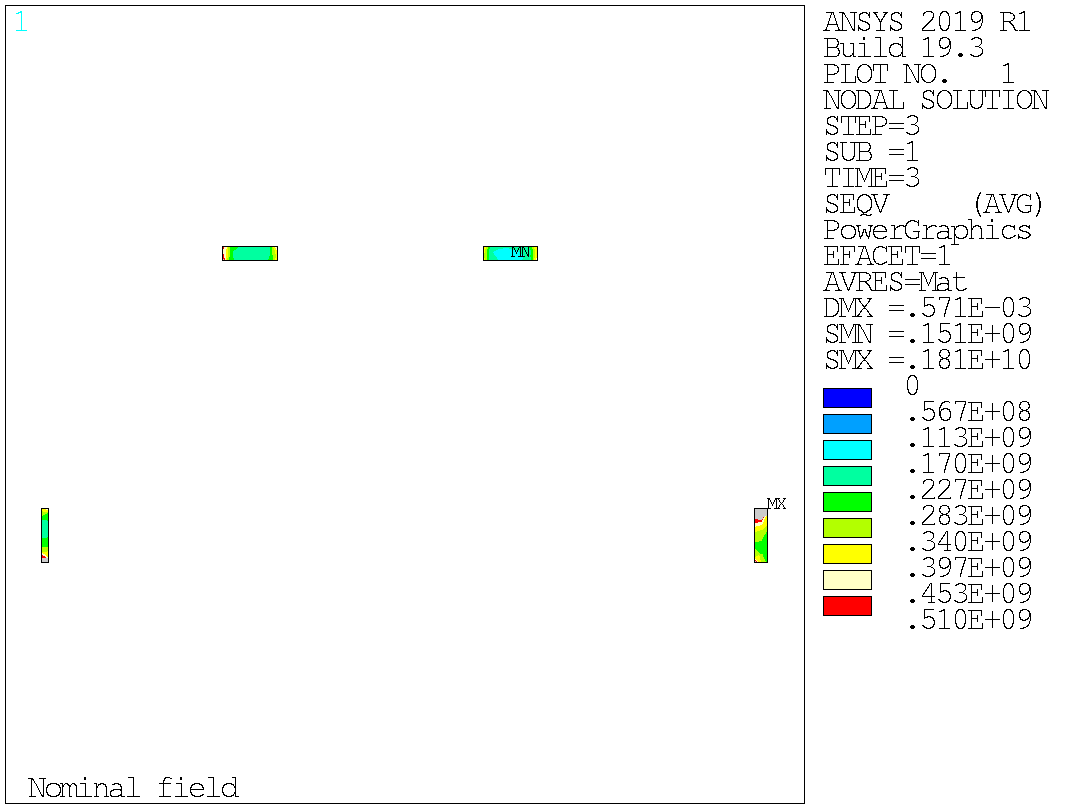 1
ANSYS 2019 R1
Build 19.3
PLOT NO. 1
NODAL SOLUTION
STEP=3
SUB =1
TIME=3
SEQV (AVG)
PowerGraphics
EFACET=1
AVRES=Mat
DMX =.571E-03
SMN =.151E+09
SMX =.181E+10
0
.567E+08
.113E+09
.170E+09
.227E+09
.283E+09
.340E+09
.397E+09
.453E+09
.510E+09
MN
MX
Nominal field